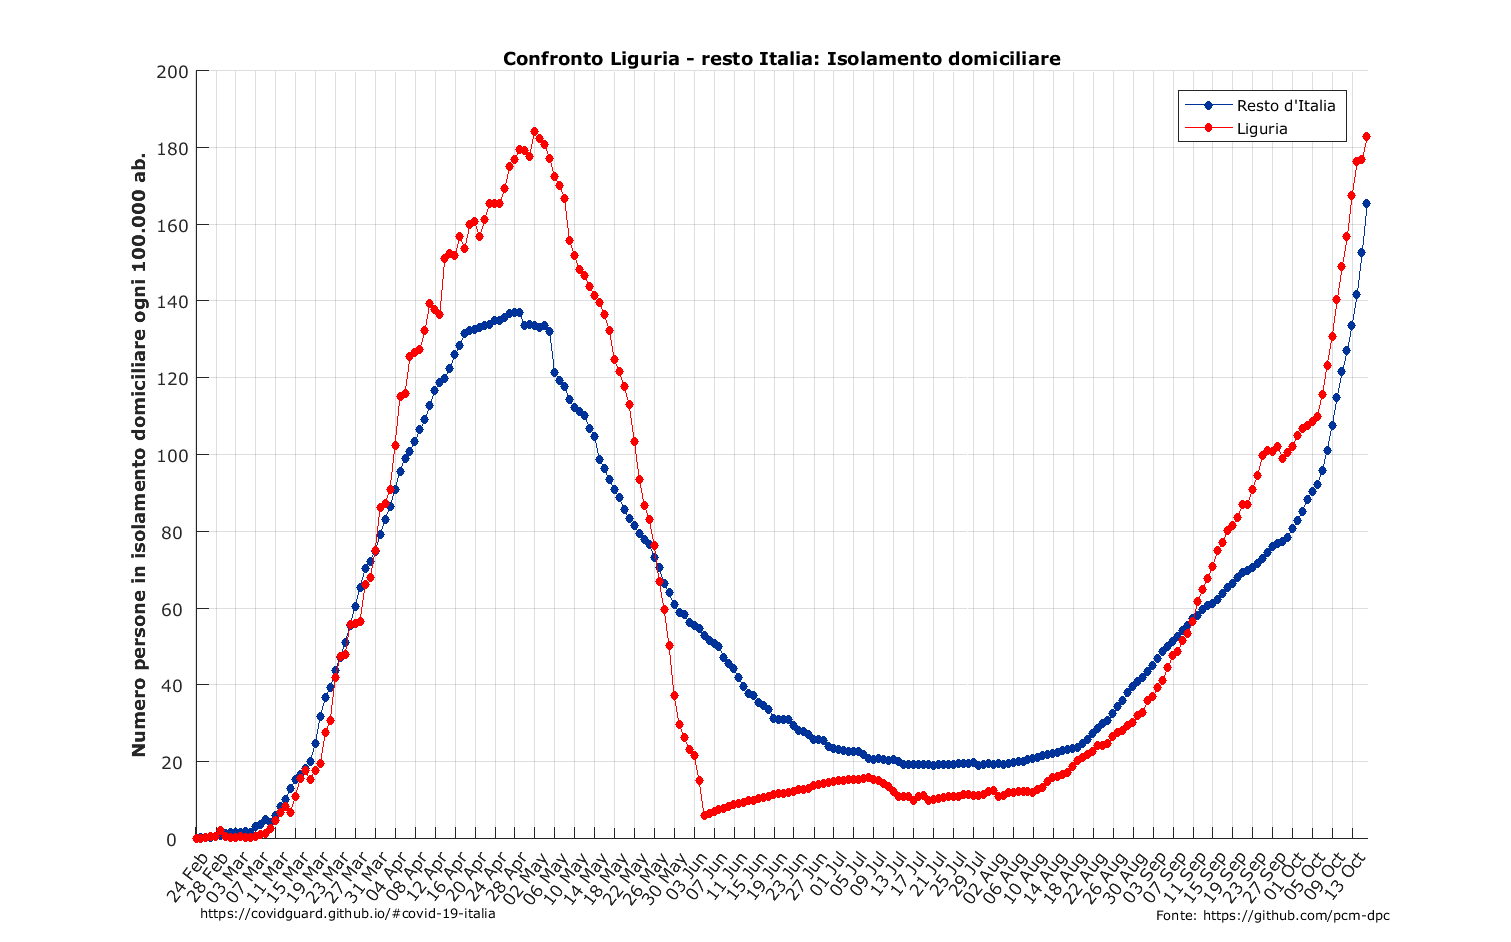 Confronto Liguria - resto Italia: Isolamento domiciliare
Numero persone in isolamento domiciliare ogni 100.000 ab.
200
180
160
140
120
100
80
60
40
20
0
Resto d'Italia
Liguria
24 Feb
28 Feb
03 Mar
07 Mar
11 Mar
15 Mar
19 Mar
23 Mar
27 Mar
31 Mar
04 Apr
08 Apr
12 Apr
16 Apr
20 Apr
24 Apr
28 Apr
02 May
06 May
10 May
14 May
18 May
22 May
26 May
30 May
03 Jun
07 Jun
11 Jun
15 Jun
19 Jun
23 Jun
27 Jun
01 Jul
05 Jul
09 Jul
13 Jul
17 Jul
21 Jul
25 Jul
29 Jul
02 Aug
06 Aug
10 Aug
14 Aug
18 Aug
22 Aug
26 Aug
30 Aug
03 Sep
07 Sep
11 Sep
15 Sep
19 Sep
23 Sep
27 Sep
01 Oct
05 Oct
09 Oct
13 Oct
https://covidguard.github.io/#covid-19-italia
Fonte: https://github.com/pcm-dpc